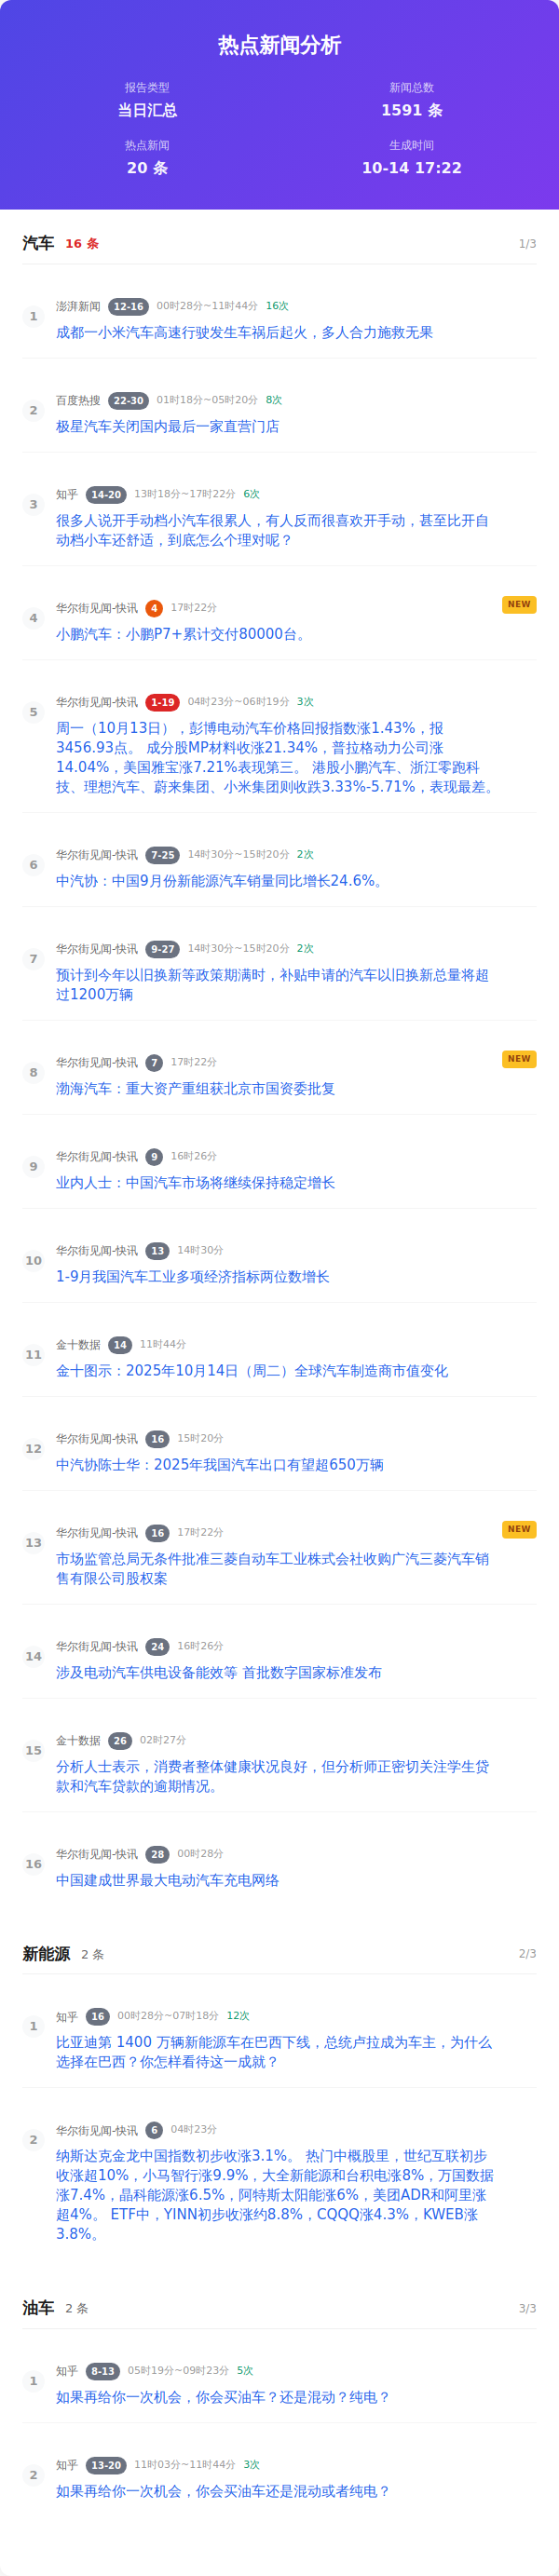 热点新闻分析
报告类型
当日汇总
新闻总数
1591 条
热点新闻
20 条
生成时间
10-14 17:22
汽车 16 条 1/3
1
澎湃新闻 12-16 00时28分~11时44分 16次
成都一小米汽车高速行驶发生车祸后起火，多人合力施救无果
2
百度热搜 22-30 01时18分~05时20分 8次
极星汽车关闭国内最后一家直营门店
3
知乎 14-20 13时18分~17时22分 6次
很多人说开手动档小汽车很累人，有人反而很喜欢开手动，甚至比开自
动档小车还舒适，到底怎么个理对呢？
4
华尔街见闻-快讯 4 17时22分 NEW
小鹏汽车：小鹏P7+累计交付80000台。
5
华尔街见闻-快讯 1-19 04时23分~06时19分 3次
周一（10月13日），彭博电动汽车价格回报指数涨1.43%，报
3456.93点。 成分股MP材料收涨21.34%，普拉格动力公司涨
14.04%，美国雅宝涨7.21%表现第三。 港股小鹏汽车、浙江零跑科
技、理想汽车、蔚来集团、小米集团则收跌3.33%-5.71%，表现最差。
6
华尔街见闻-快讯 7-25 14时30分~15时20分 2次
中汽协：中国9月份新能源汽车销量同比增长24.6%。
7
华尔街见闻-快讯 9-27 14时30分~15时20分 2次
预计到今年以旧换新等政策期满时，补贴申请的汽车以旧换新总量将超
过1200万辆
8
华尔街见闻-快讯 7 17时22分 NEW
渤海汽车：重大资产重组获北京市国资委批复
9
华尔街见闻-快讯 9 16时26分
业内人士：中国汽车市场将继续保持稳定增长
10
华尔街见闻-快讯 13 14时30分
1-9月我国汽车工业多项经济指标两位数增长
11
金十数据 14 11时44分
金十图示：2025年10月14日（周二）全球汽车制造商市值变化
12
华尔街见闻-快讯 16 15时20分
中汽协陈士华：2025年我国汽车出口有望超650万辆
13
华尔街见闻-快讯 16 17时22分 NEW
市场监管总局无条件批准三菱自动车工业株式会社收购广汽三菱汽车销
售有限公司股权案
14
华尔街见闻-快讯 24 16时26分
涉及电动汽车供电设备能效等 首批数字国家标准发布
15
金十数据 26 02时27分
分析人士表示，消费者整体健康状况良好，但分析师正密切关注学生贷
款和汽车贷款的逾期情况。
16
华尔街见闻-快讯 28 00时28分
中国建成世界最大电动汽车充电网络
新能源 2 条 2/3
1
知乎 16 00时28分~07时18分 12次
比亚迪第 1400 万辆新能源车在巴西下线，总统卢拉成为车主，为什么
选择在巴西？你怎样看待这一成就？
2
华尔街见闻-快讯 6 04时23分
纳斯达克金龙中国指数初步收涨3.1%。 热门中概股里，世纪互联初步
收涨超10%，小马智行涨9.9%，大全新能源和台积电涨8%，万国数据
涨7.4%，晶科能源涨6.5%，阿特斯太阳能涨6%，美团ADR和阿里涨
超4%。 ETF中，YINN初步收涨约8.8%，CQQQ涨4.3%，KWEB涨
3.8%。
油车 2 条 3/3
1
知乎 8-13 05时19分~09时23分 5次
如果再给你一次机会，你会买油车？还是混动？纯电？
2
知乎 13-20 11时03分~11时44分 3次
如果再给你一次机会，你会买油车还是混动或者纯电？